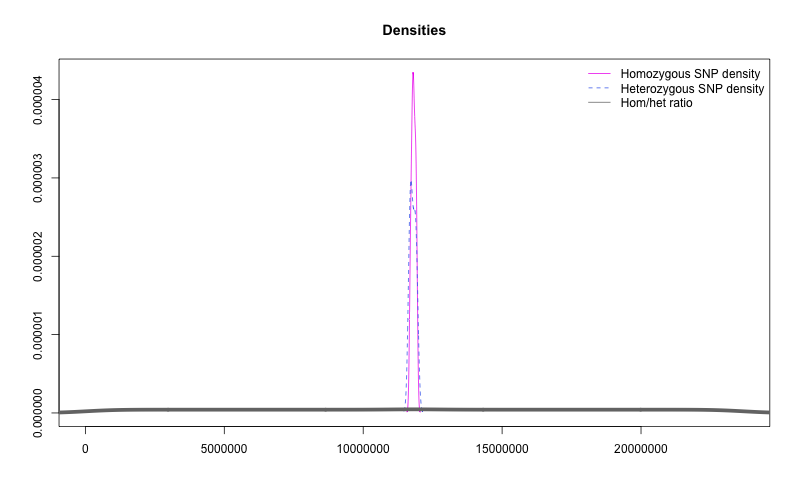 Densities
Homozygous SNP density
Heterozygous SNP density
Hom/het ratio
0.000004
0.000003
0.000002
0.000001
0.000000
0 5000000 10000000 15000000 20000000